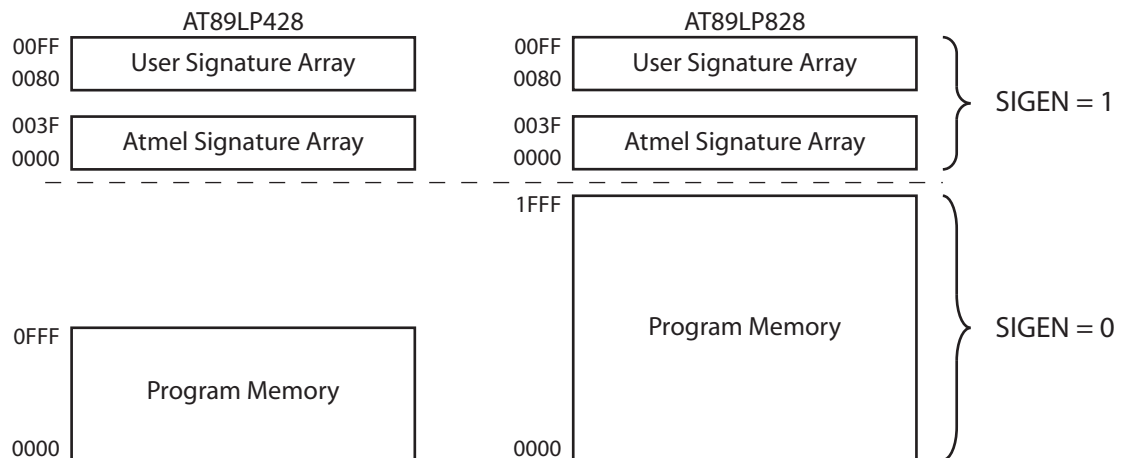 AT89LP428 AT89LP828
00FF User Signature Array 00FF User Signature Array
0080 0080
SIGEN = 1
003F Atmel Signature Array 003F Atmel Signature Array
0000 0000
1FFF
0FFF Program Memory SIGEN = 0
Program Memory
0000 0000